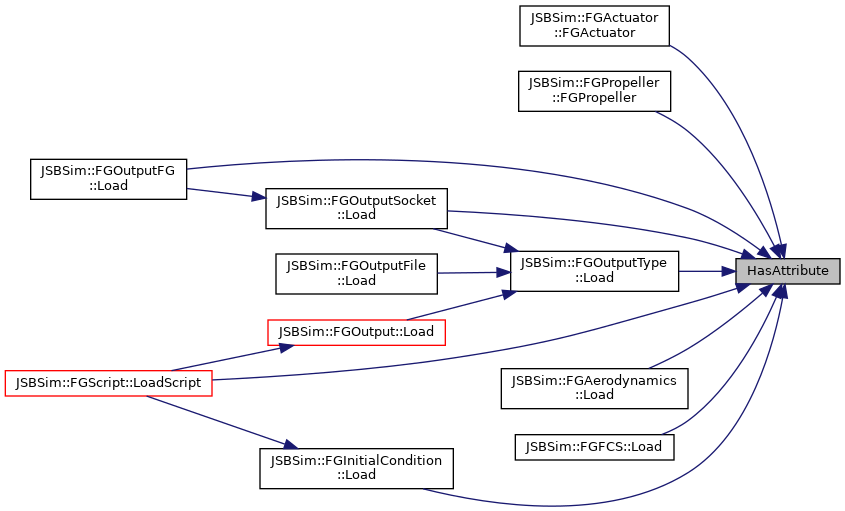 JSBSim::FGActuator
::FGActuator
JSBSim::FGPropeller
::FGPropeller
JSBSim::FGOutputFG
::Load
JSBSim::FGOutputSocket
::Load
JSBSim::FGOutputFile
::Load
JSBSim::FGOutputType
::Load
HasAttribute
JSBSim::FGOutput::Load
JSBSim::FGScript::LoadScript
JSBSim::FGAerodynamics
::Load
JSBSim::FGFCS::Load
JSBSim::FGInitialCondition
::Load